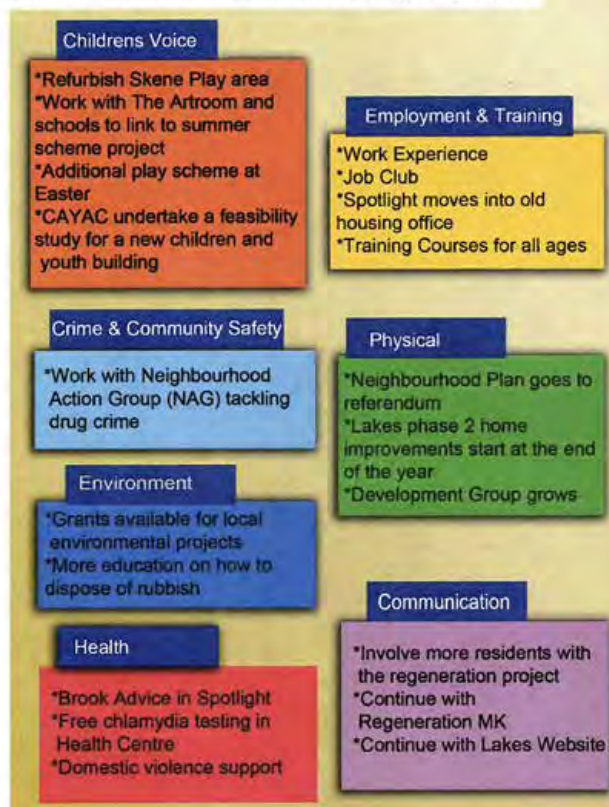 Childrens Voice
*Refurbish Skene Play area
*Work with The Artroom and
schools to link to summer
scheme project
*Additional play scheme at
Easter
*CAYAC undertake a feasibility
study for a new children and
youth building
Employment & Training
*Work Experience
*Job Club
*Spotlight moves into old
housing office
*Training Courses for all ages
Crime & Community Safety
*Work with Neighbourhood
Action Group (NAG) tackling
drug crime
Physical
*Neighbourhood Plan goes to
referendum
*Lakes phase 2 home
improvements start at the end
of the year
*Development Group grows
Environment
*Grants available for local
environmental projects
*More education on how to
dispose of rubbish
Communication
*Involve more residents with
the regeneration project
*Continue with
Regeneration MK
*Continue with Lakes Website
Health
*Brook Advice in Spotlight
*Free chlamydia testing in
Health Centre
*Domestic violence support